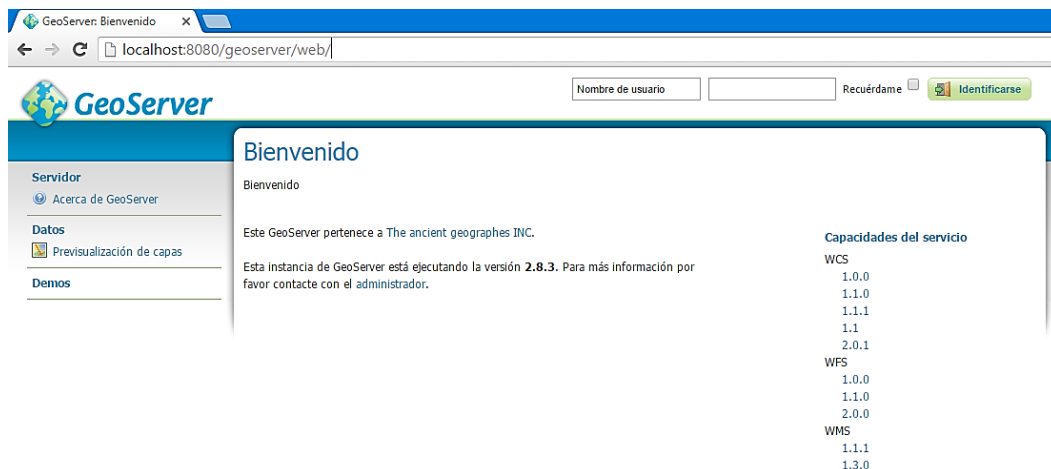 GeoServer: Bienvenido
localhost:8080/geoserver/web/
GeoServer
Nombre de usuario
Recuérdame
Identificarse
Servidor
Acerca de GeoServer
Datos
Previsualización de capas
Demos
Bienvenido
Bienvenido
Este GeoServer pertenece a The ancient geographes INC.
Esta instancia de GeoServer está ejecutando la versión 2.8.3. Para más información por
favor contacte con el administrador.
Capacidades del servicio
WCS
1.0.0
1.1.0
1.1.1
1.1
2.0.1
WFS
1.0.0
1.1.0
2.0.0
WMS
1.1.1
1.3.0